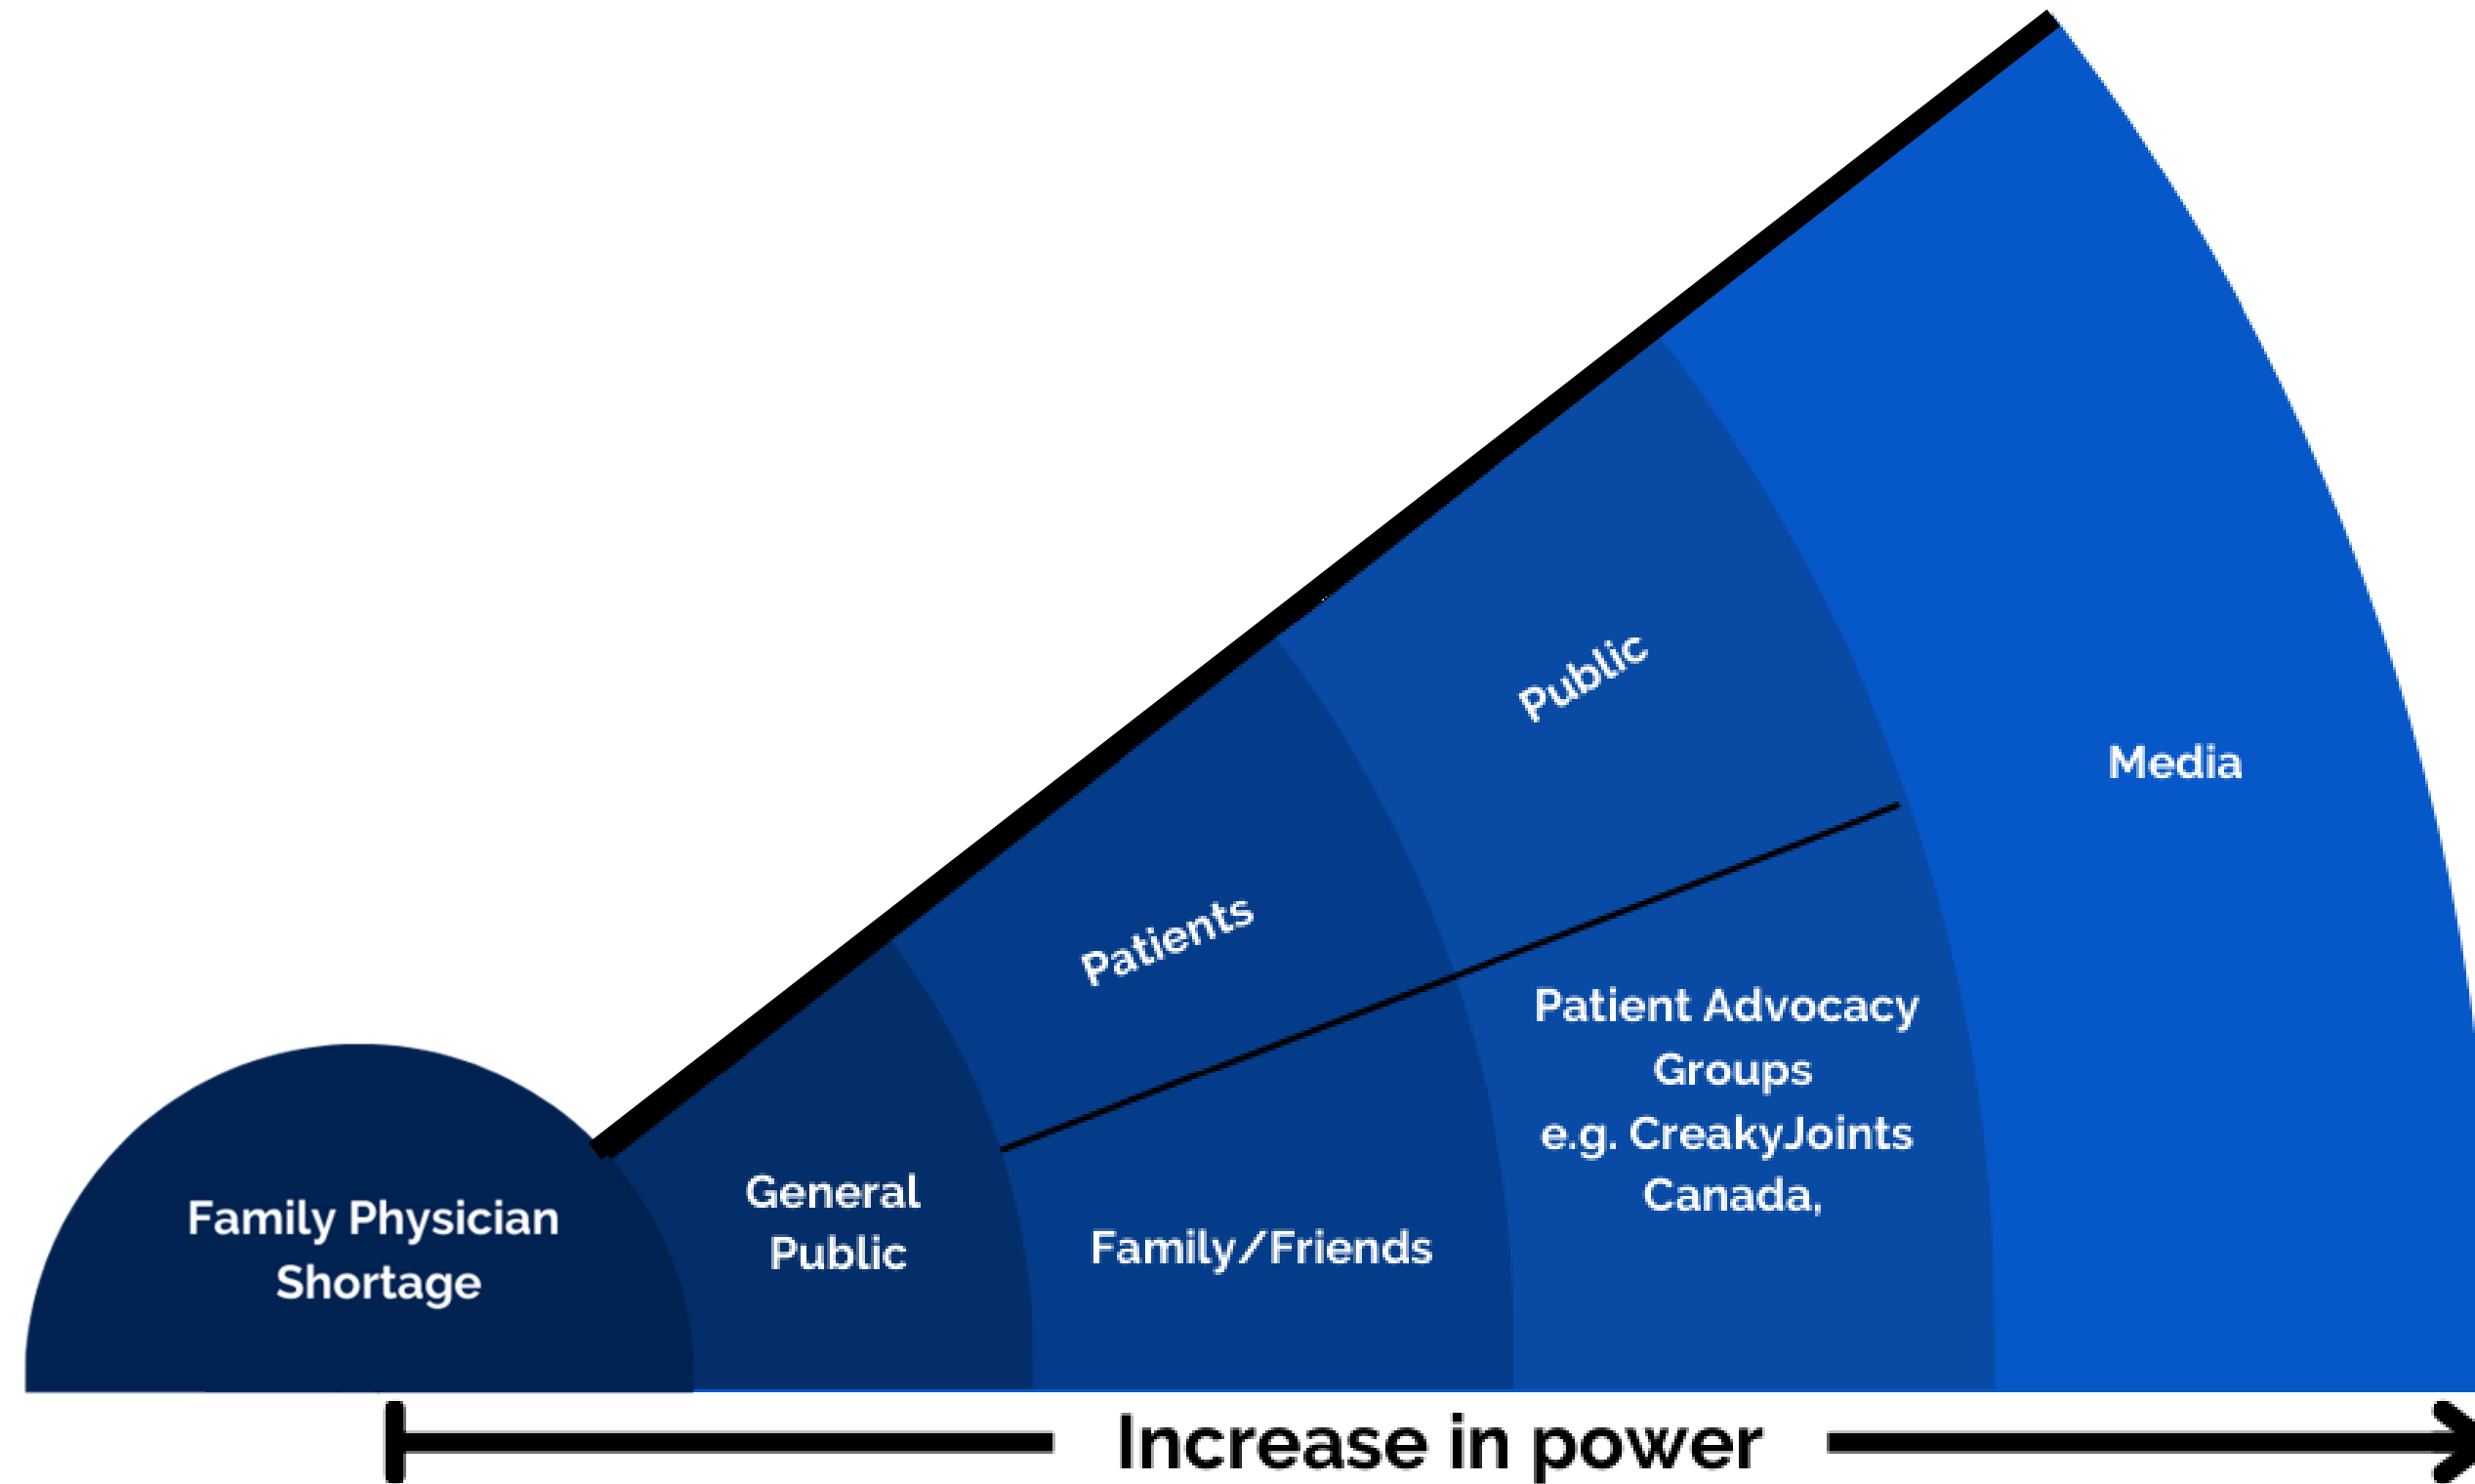 Public
Media
Patients
Patient Advocacy
Groups
e.g. CreakyJoints
Canada,
General
Public
Family/Friends
Family Physician
Shortage
Increase in power